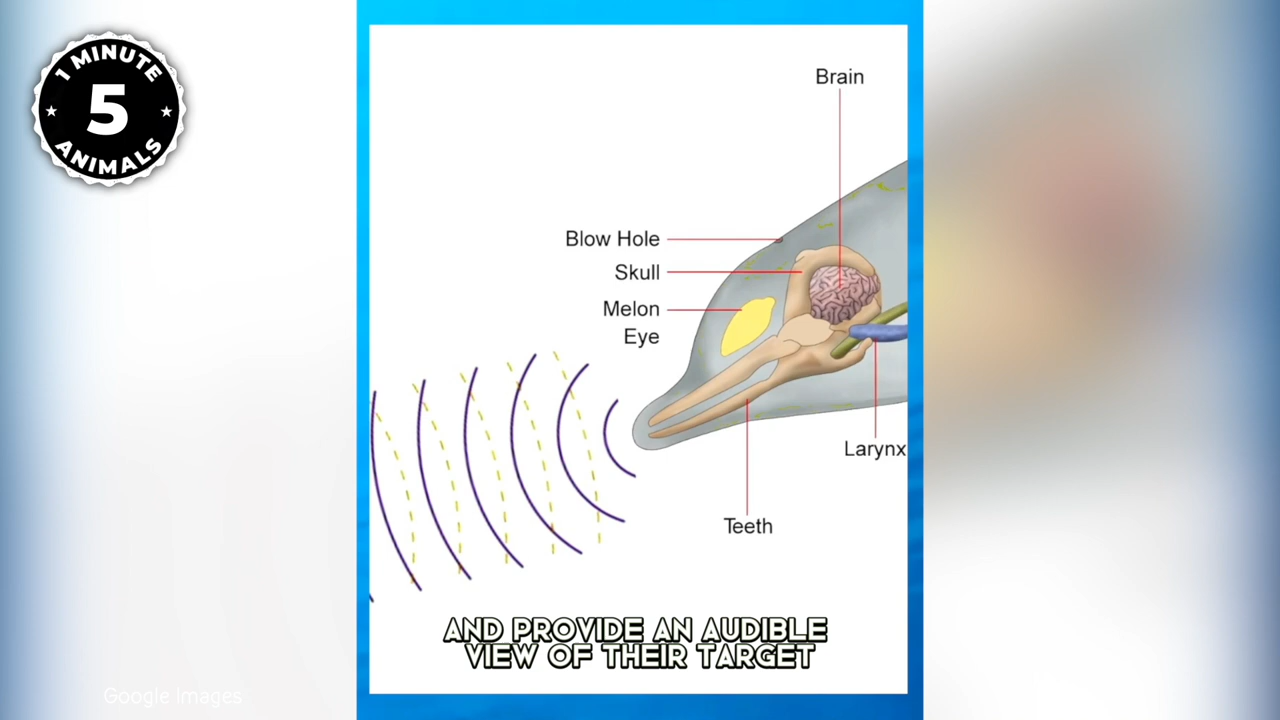 1 MINUTE
5
ANIMALS
Brain
Blow Hole
Skull
Melon
Eye
Larynx
Teeth
AND PROVIDE AN AUDIBLE
VIEW OF THEIR TARGET
Google Images